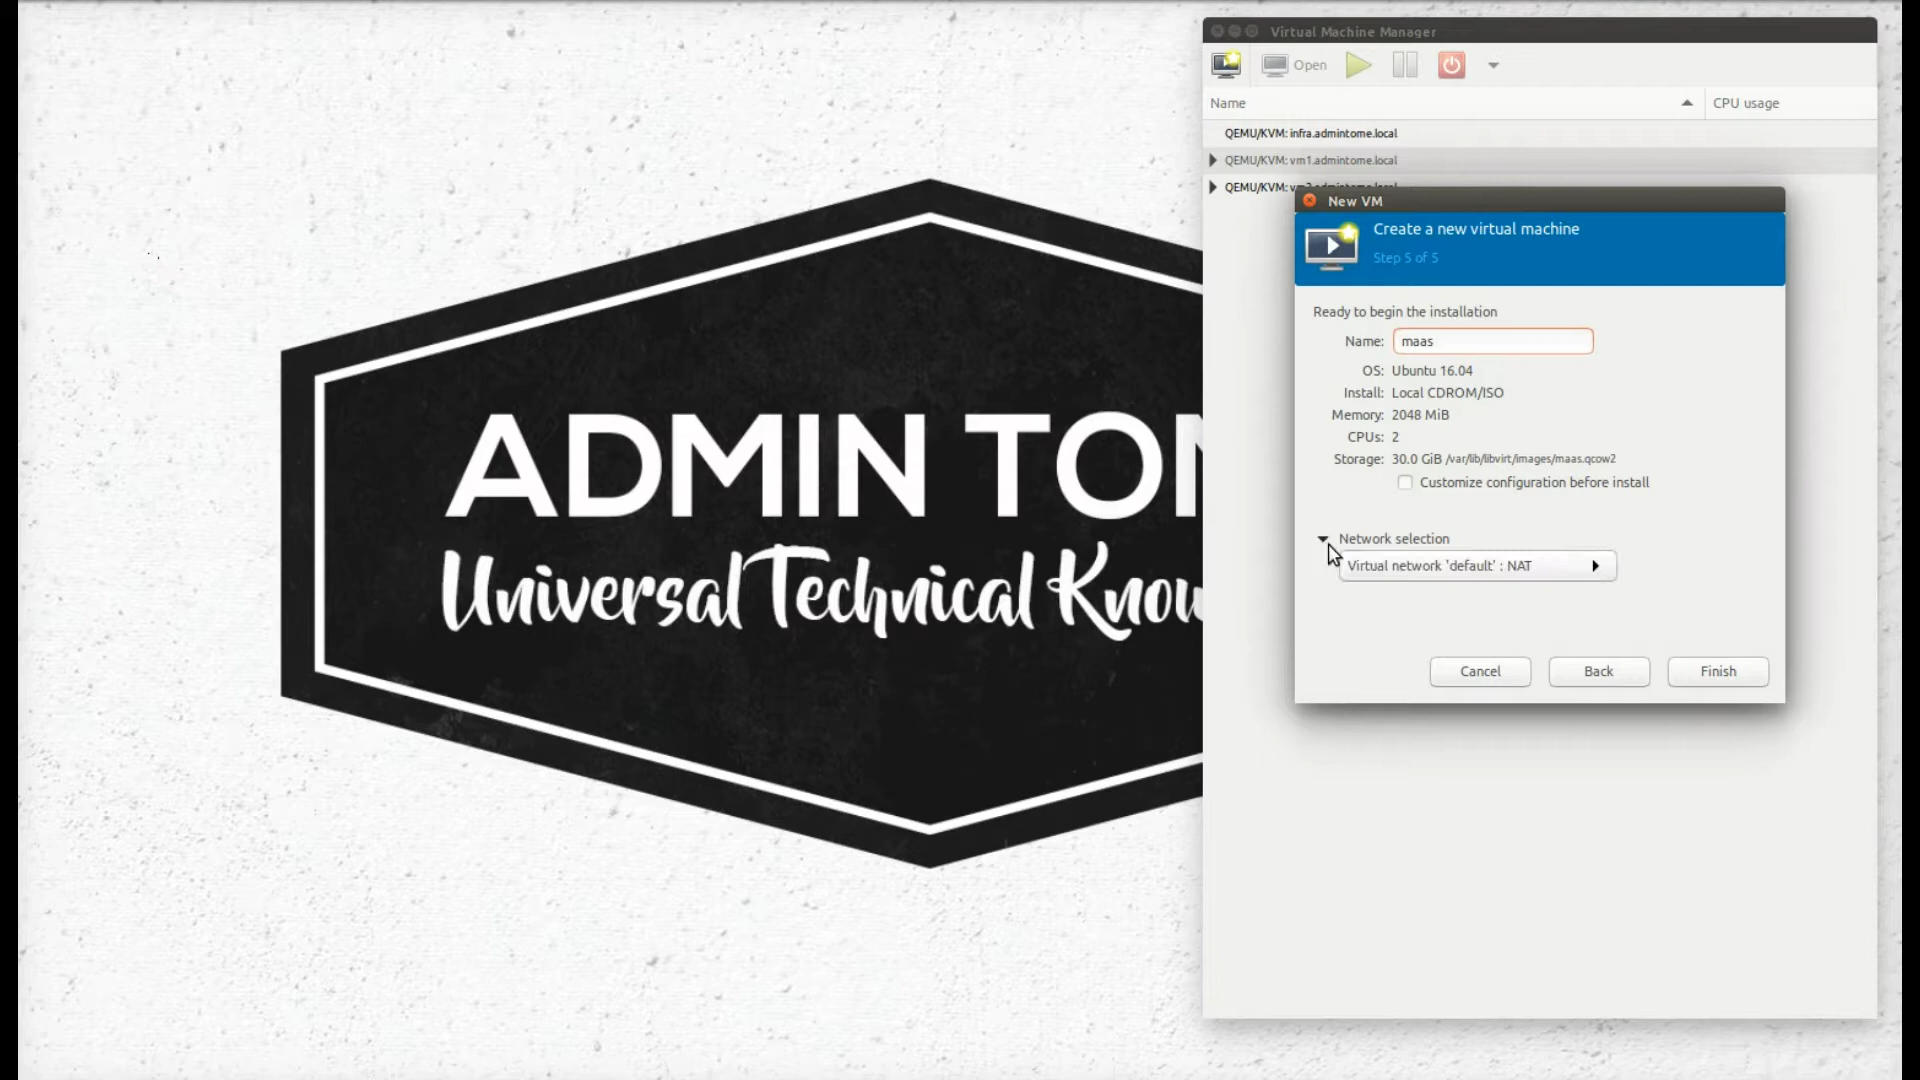 ADMIN
Universal Technical
Virtual Machine Manager
Open
Name
CPU usage
QEMU/KVM: infra.admintome.local
QEMU/KVM: vm1.admintome.local
QEMU/KVM:
New VM
Create a new virtual machine
Step 5 of 5
Ready to begin the installation
Name: maas
OS: Ubuntu 16.04
Install: Local CDROM/ISO
Memory: 2048 MiB
CPUs: 2
Storage: 30.0 GiB /var/lib/libvirt/images/maas.qcow2
Customize configuration before install
Network selection
Virtual network 'default' : NAT
Cancel
Back
Finish